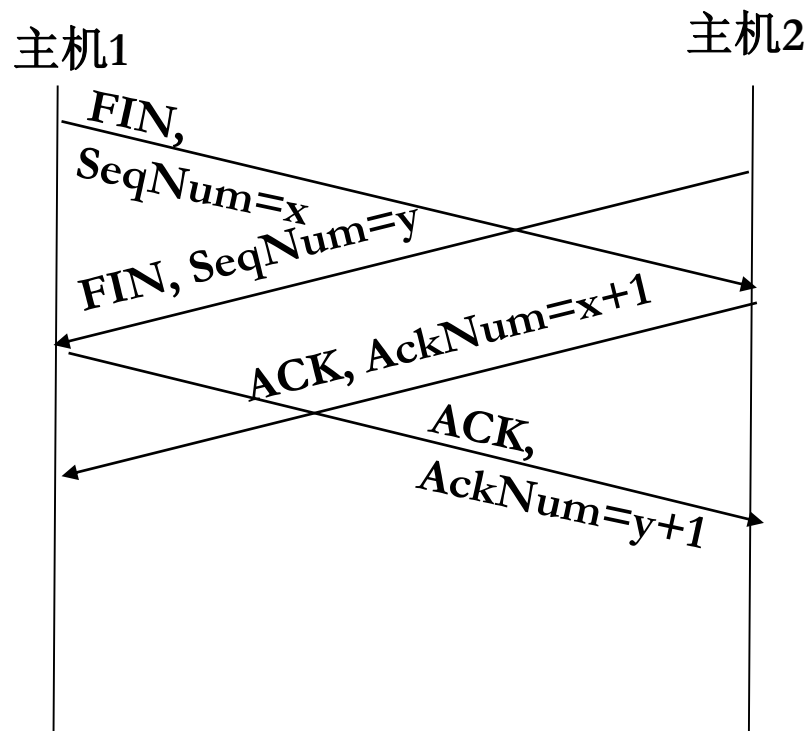 主机1
主机2
FIN,
SeqNum=x
FIN, SeqNum=y
ACK, AckNum=x+1
ACK,
AckNum=y+1